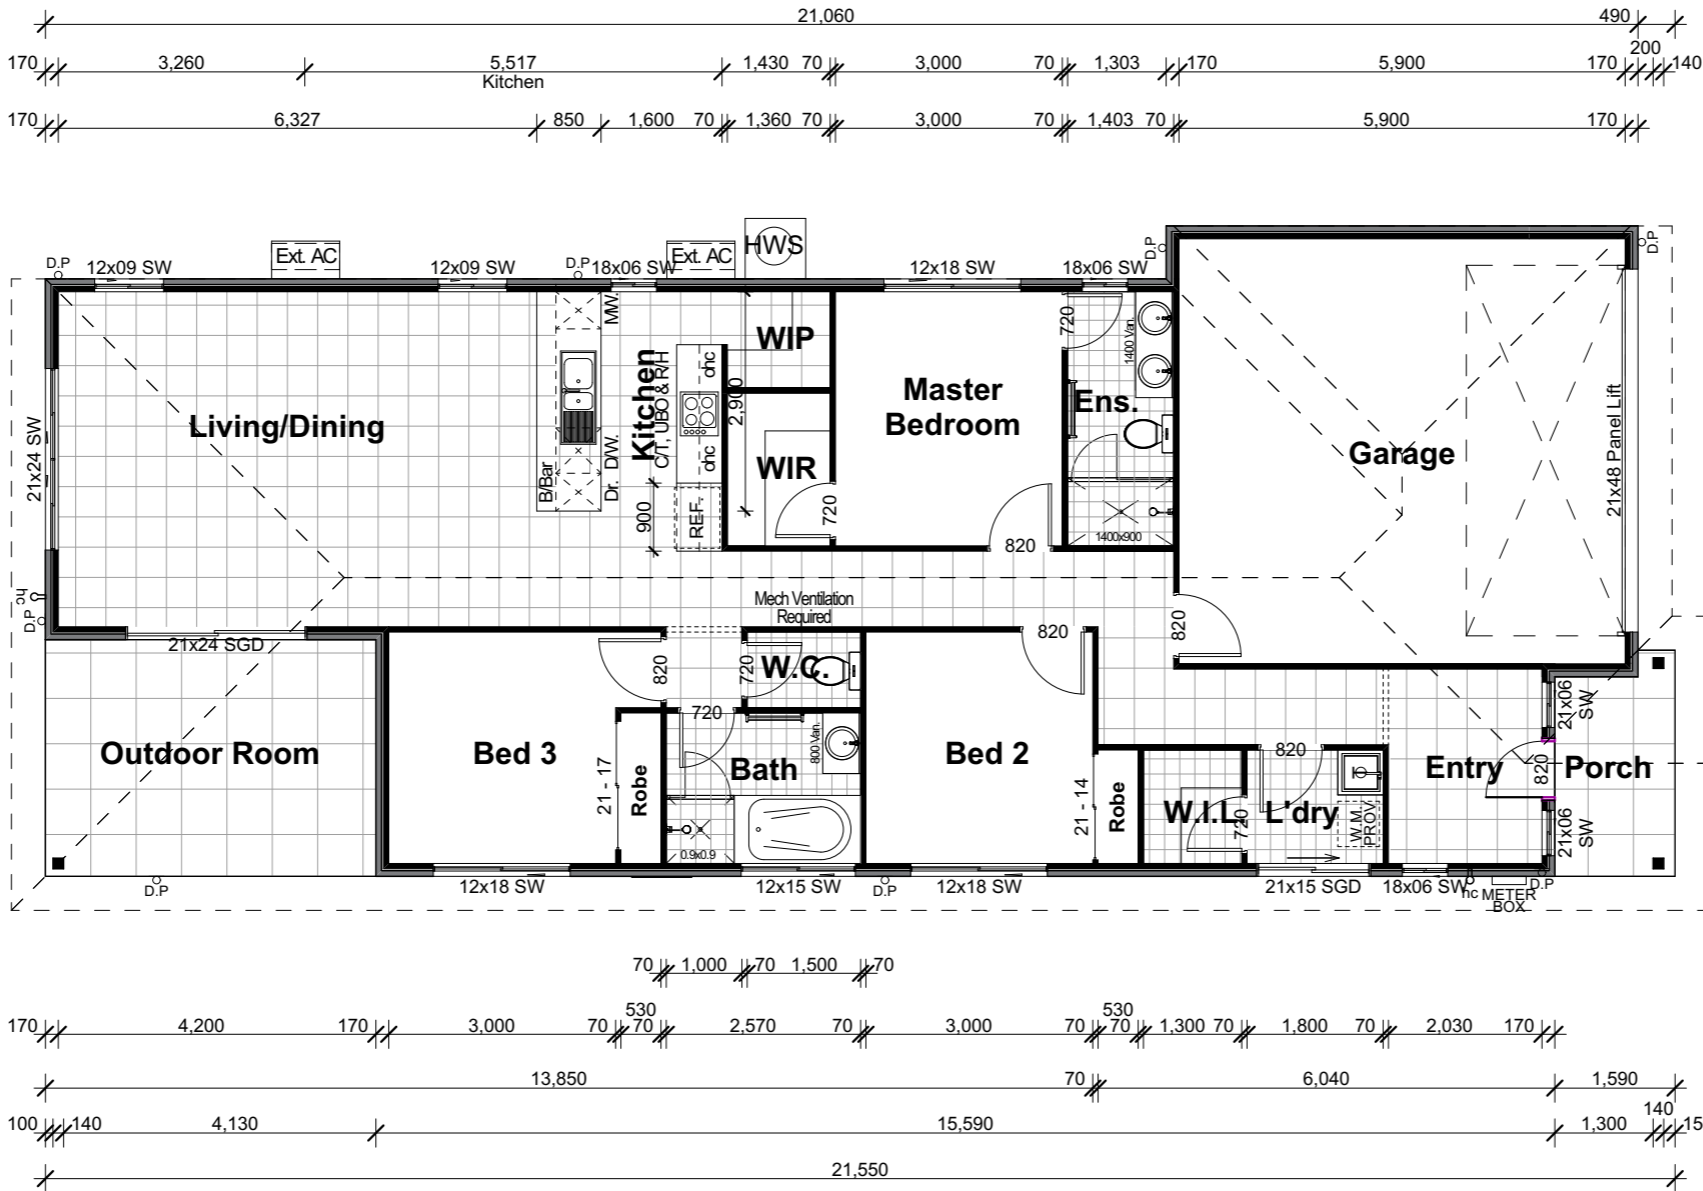 21,060 490
200
170 3,260 5,517 1,430 70 3,000 70 1,303 170 5,900 170 140
Kitchen
170 6,327 850 1,600 70 1,360 70 3,000 70 1,403 70 5,900 170
HWS
D.P Ext. AC D.P Ext. AC D.P D.P
12x09 SW 12x09 SW 18x06 SW 12x18 SW 18x06 SW
MW.
WIP
720
1400 Van.
Kitchen
C/T, UBO & R/H
ohc
2,900
Master
Bedroom
Ens.
Living/Dining
21x24 SW
Garage
21x48 Panel Lift
B/Bar
Dr. D/W.
ohc
WIR
720
900
REF.
820
1400x900
hc
D.P
Mech Ventilation
Required
21x24 SGD
820
820
820
W.C.
720
720
Outdoor Room
Bed 3
21 - 17
Robe
Bath
800 Van.
0.9x0.9
Bed 2
21 - 14
Robe
820
W.I.L
720
L'dry
W.M.
PROV.
Entry
820
Porch
21x06
SW
21x06
SW
D.P 12x18 SW 12x15 SW D.P 12x18 SW 21x15 SGD 18x06 SW hc METER
BOX
D.P
70 1,000 70 1,500 70
530 530
170 4,200 170 3,000 70 70 2,570 70 3,000 70 70 1,300 70 1,800 70 2,030 170
13,850 70 6,040 1,590
140
100 140 4,130 15,590 1,300 15
21,550